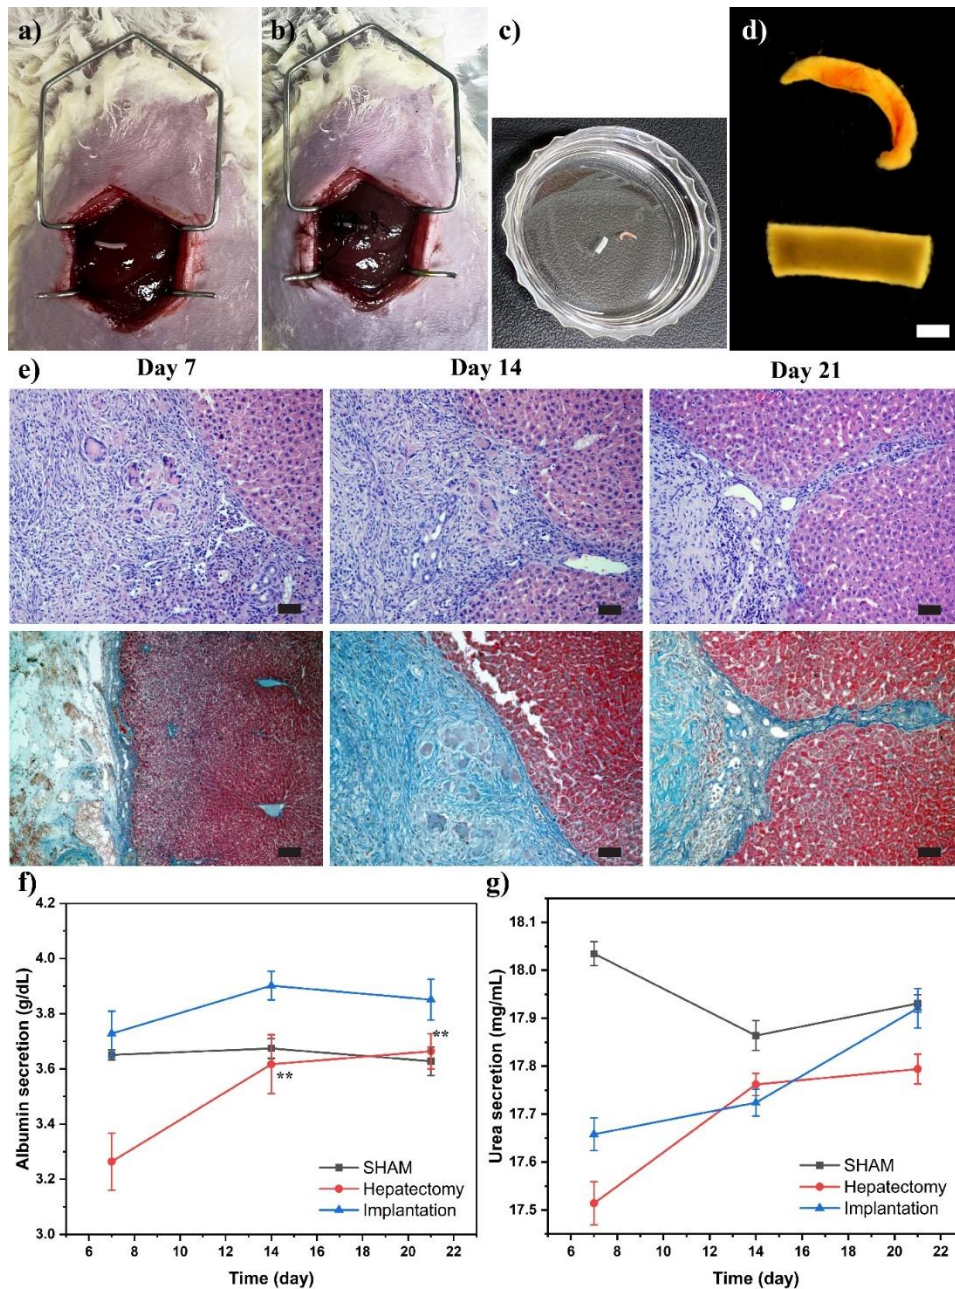 a)
b)
c)
d)
e)
Day 7
Day 14
Day 21
f)
4.2
4.0
3.8
3.6
3.4
3.2
3.0
Albumin secretion (g/dL)
**
**
SHAM
Hepatectomy
Implantation
6 8 10 12 14 16 18 20 22
Time (day)
g)
18.1
18.0
17.9
17.8
17.7
17.6
17.5
Urea secretion (mg/mL)
SHAM
Hepatectomy
Implantation
6 8 10 12 14 16 18 20 22
Time (day)